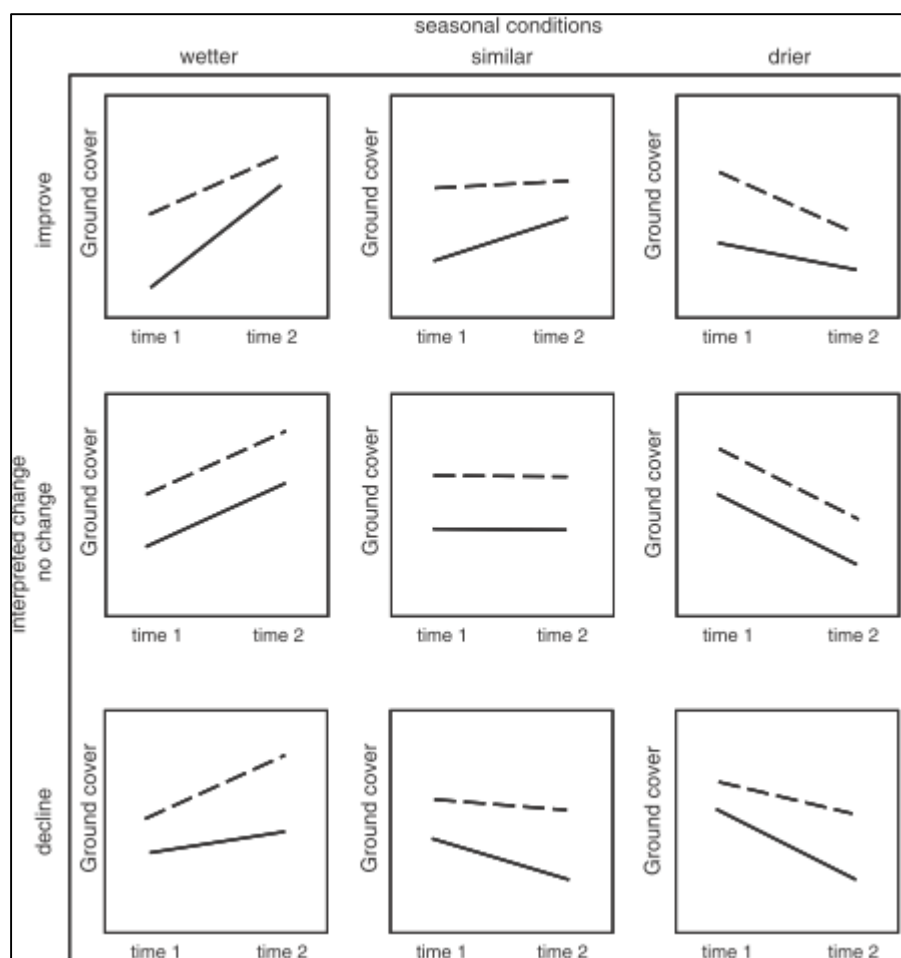 seasonal conditions
wetter similar drier
interpreted change
improve
Ground cover Ground cover Ground cover
time 1 time 2 time 1 time 2 time 1 time 2
no change
Ground cover Ground cover Ground cover
time 1 time 2 time 1 time 2 time 1 time 2
decline
Ground cover Ground cover Ground cover
time 1 time 2 time 1 time 2 time 1 time 2